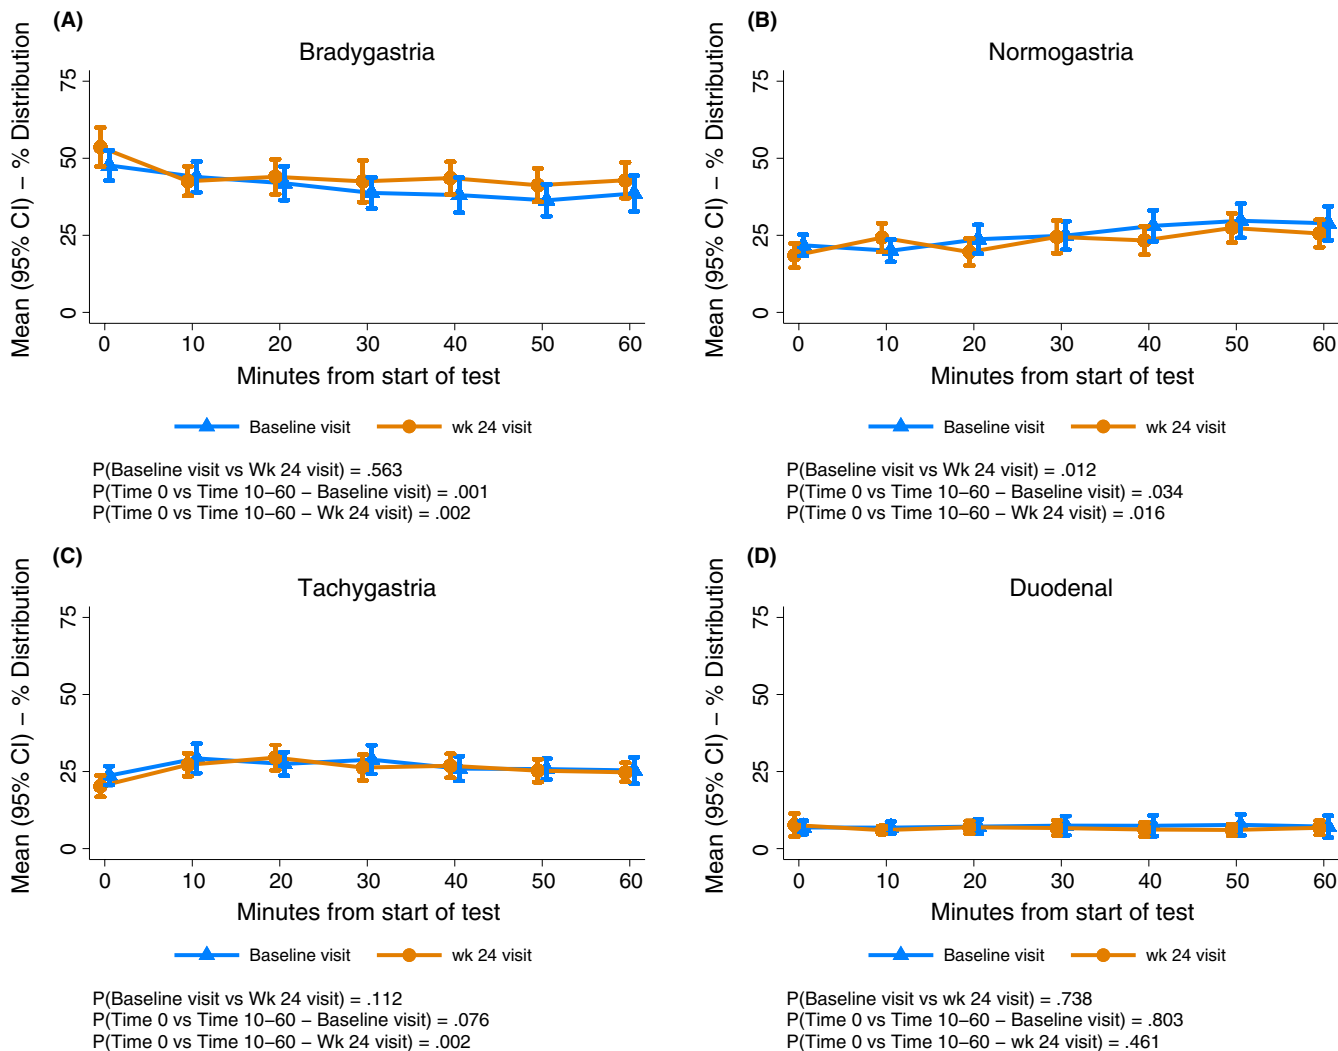 (A)
Bradygastria
Mean (95% CI) – % Distribution
75
50
25
0
0 10 20 30 40 50 60
Minutes from start of test
Baseline visit wk 24 visit
P(Baseline visit vs Wk 24 visit) = .563
P(Time 0 vs Time 10–60 – Baseline visit) = .001
P(Time 0 vs Time 10–60 – Wk 24 visit) = .002
(B)
Normogastria
Mean (95% CI) – % Distribution
75
50
25
0
0 10 20 30 40 50 60
Minutes from start of test
Baseline visit wk 24 visit
P(Baseline visit vs Wk 24 visit) = .012
P(Time 0 vs Time 10–60 – Baseline visit) = .034
P(Time 0 vs Time 10–60 – Wk 24 visit) = .016
(C)
Tachygastria
Mean (95% CI) – % Distribution
75
50
25
0
0 10 20 30 40 50 60
Minutes from start of test
Baseline visit wk 24 visit
P(Baseline visit vs Wk 24 visit) = .112
P(Time 0 vs Time 10–60 – Baseline visit) = .076
P(Time 0 vs Time 10–60 – Wk 24 visit) = .002
(D)
Duodenal
Mean (95% CI) – % Distribution
75
50
25
0
0 10 20 30 40 50 60
Minutes from start of test
Baseline visit wk 24 visit
P(Baseline visit vs wk 24 visit) = .738
P(Time 0 vs Time 10–60 – Baseline visit) = .803
P(Time 0 vs Time 10–60 – wk 24 visit) = .461